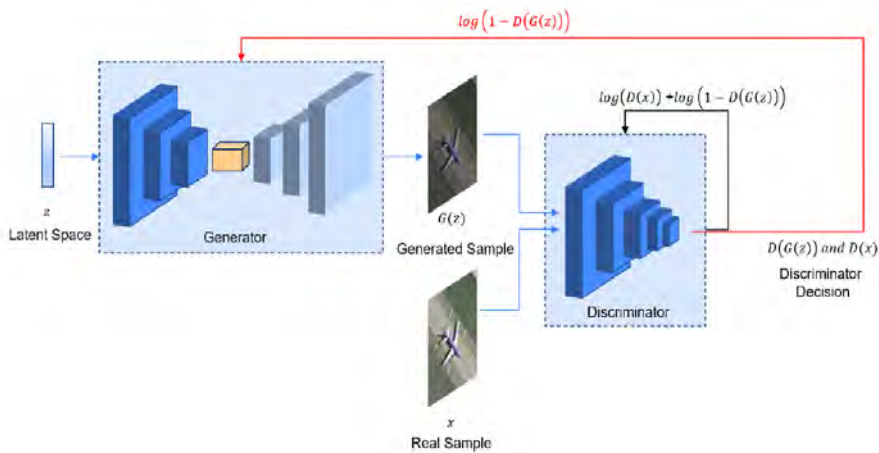 log(1 − D(G(z)))
log(D(x)) +log(1 − D(G(z)))
z
Latent Space
Generator
G(z)
Generated Sample
Discriminator
D(G(z)) and D(x)
Discriminator
Decision
x
Real Sample